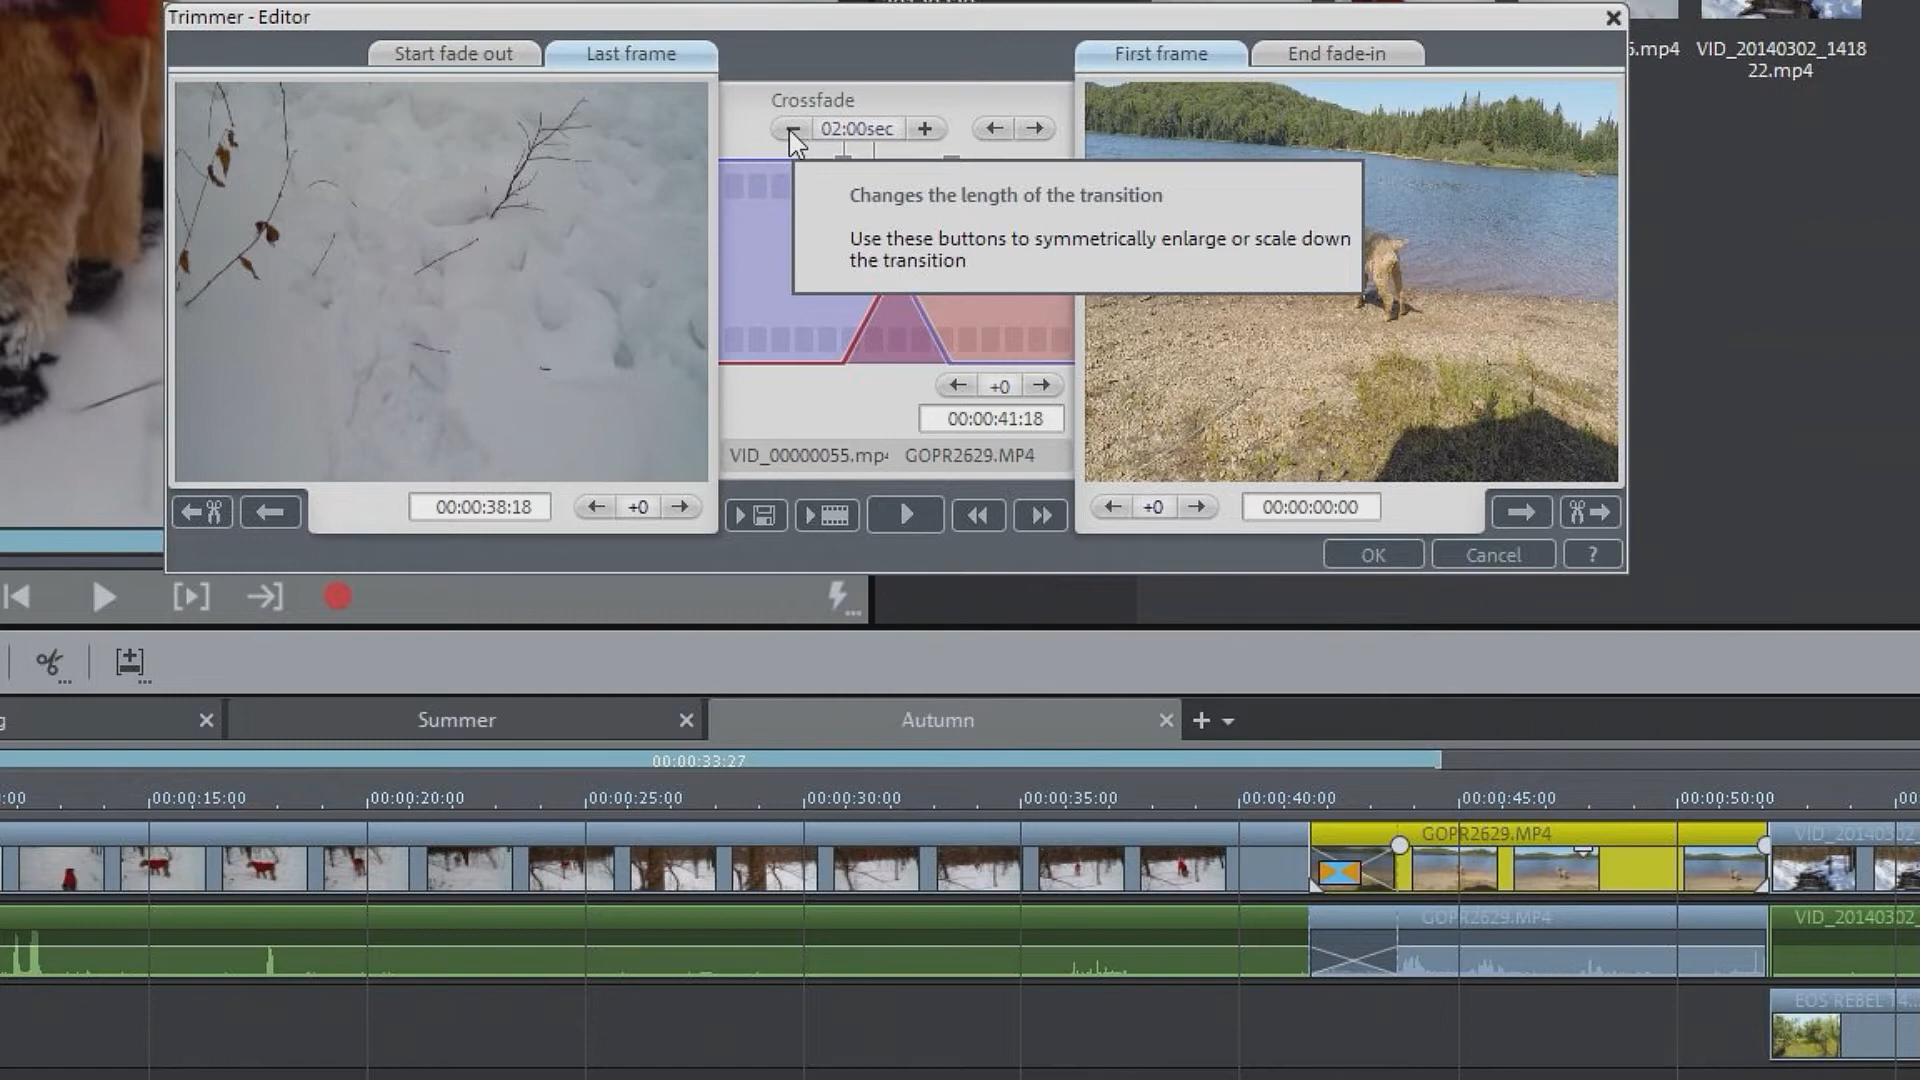 Trimmer - Editor
Start fade out
Last frame
First frame
End fade-in
.mp4
VID_20140302_1418
22.mp4
Crossfade
02:00sec
Changes the length of the transition
Use these buttons to symmetrically enlarge or scale down
the transition
+0
00:00:41:18
VID_00000055.mp4
GOPR2629.MP4
00:00:38:18
+0
+0
00:00:00:00
OK
Cancel
?
Summer
Autumn
00:00:33:27
:00
00:00:15:00
00:00:20:00
00:00:25:00
00:00:30:00
00:00:35:00
00:00:40:00
00:00:45:00
00:00:50:00
00
GOPR2629.MP4
VID_20140302_
GOPR2629.MP4
VID_20140302_
EOS REBEL T4...